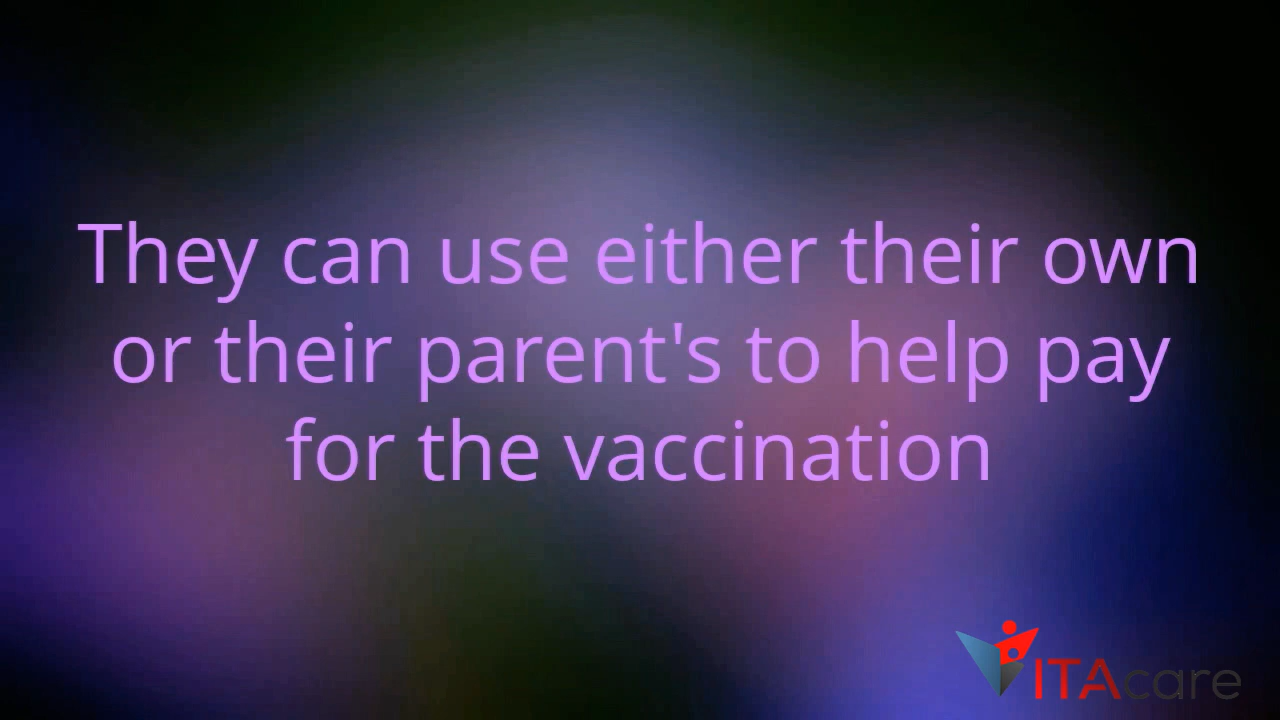 They can use either their own
or their parent's to help pay
for the vaccination
VITAcare